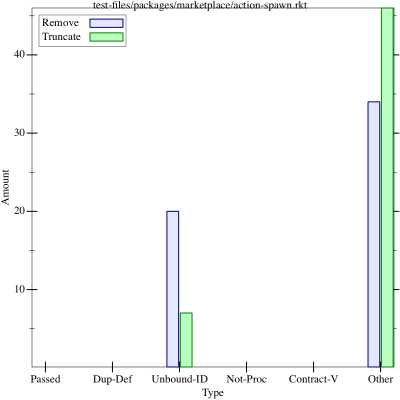 test-files/packages/marketplace/action-spawn.rkt
Remove
Truncate
40
30
20
10
Amount
Passed Dup-Def Unbound-ID Not-Proc Contract-V Other
Type